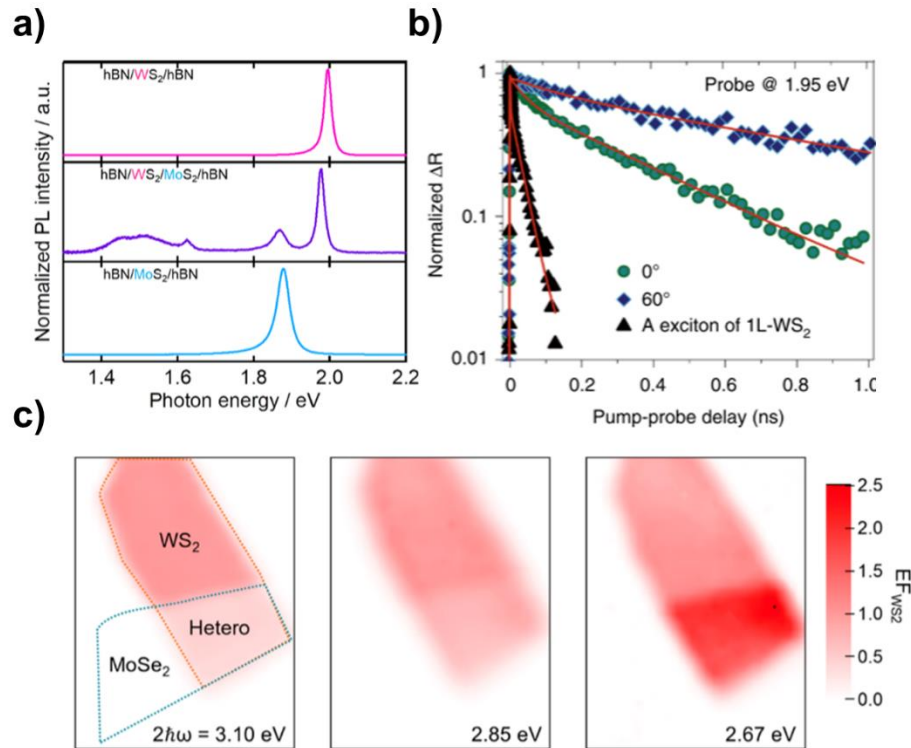 a)
hBN/WS₂/hBN
hBN/WS₂/MoS₂/hBN
hBN/MoS₂/hBN
Normalized PL intensity / a.u.
1.4 1.6 1.8 2.0 2.2
Photon energy / eV
b)
Probe @ 1.95 eV
1
0.1
0.01
Normalized ΔR
0°
60°
A exciton of 1L-WS₂
0 0.2 0.4 0.6 0.8 1.0
Pump-probe delay (ns)
c)
WS₂
Hetero
MoSe₂
2ℏω = 3.10 eV
2.85 eV
2.67 eV
2.5
2.0
1.5
1.0
0.5
0.0
EF_WS2